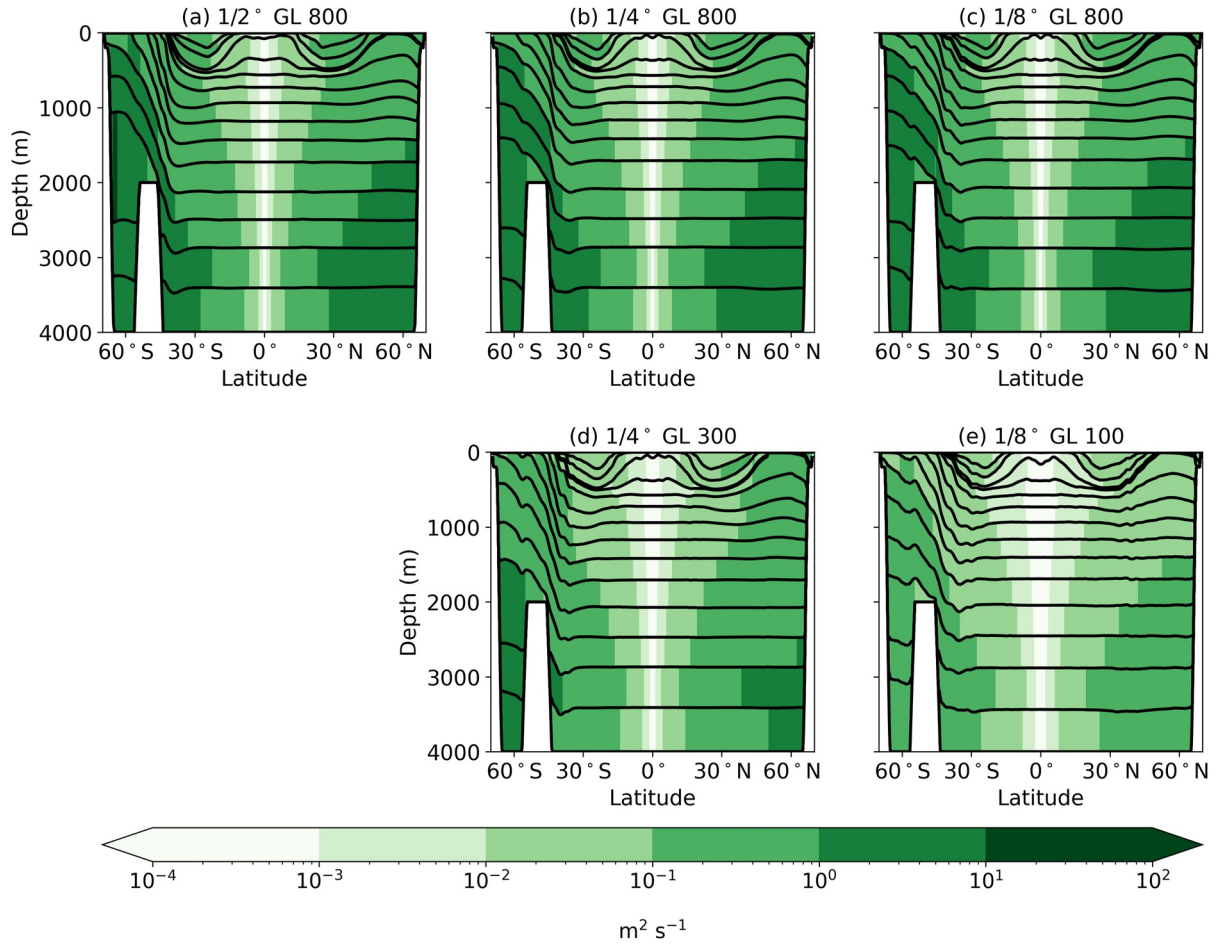 (a) 1/2° GL 800 (b) 1/4° GL 800 (c) 1/8° GL 800
0
1000
2000
3000
4000
Depth (m)
60°S 30°S 0° 30°N 60°N 60°S 30°S 0° 30°N 60°N 60°S 30°S 0° 30°N 60°N
Latitude Latitude Latitude
(d) 1/4° GL 300 (e) 1/8° GL 100
0
1000
2000
3000
4000
Depth (m)
60°S 30°S 0° 30°N 60°N 60°S 30°S 0° 30°N 60°N
Latitude Latitude
10⁻⁴ 10⁻³ 10⁻² 10⁻¹ 10⁰ 10¹ 10²
m² s⁻¹